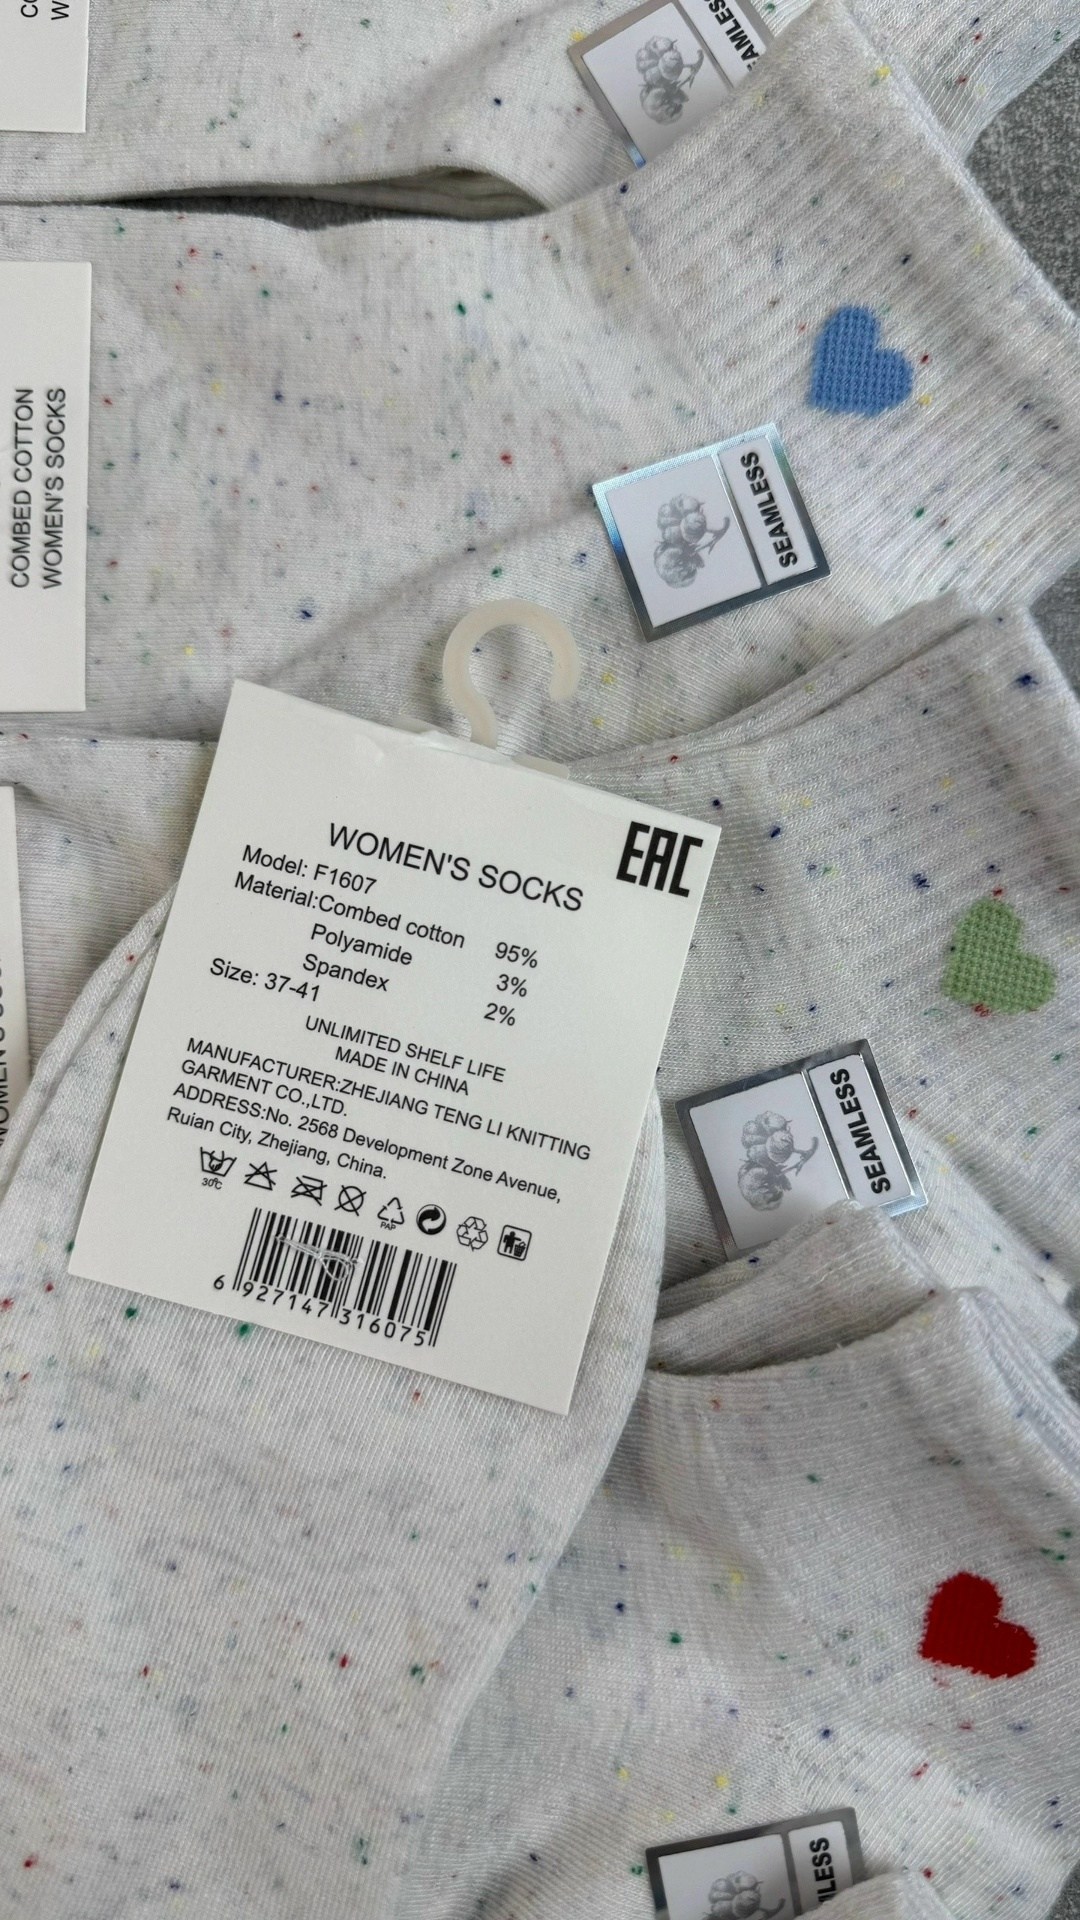 SEAMLESS
COMBED COTTON
WOMEN'S SOCKS
SEAMLESS
WOMEN'S SOCKS
EAC
Model: F1607
Material:Combed cotton 95%
Polyamide 3%
Spandex 2%
Size: 37-41
UNLIMITED SHELF LIFE
MADE IN CHINA
MANUFACTURER:ZHEJIANG TENG LI KNITTING
GARMENT CO.,LTD.
ADDRESS:No. 2568 Development Zone Avenue,
Ruian City, Zhejiang, China.
30℃
PAP
6 927147 316075
SEAMLESS